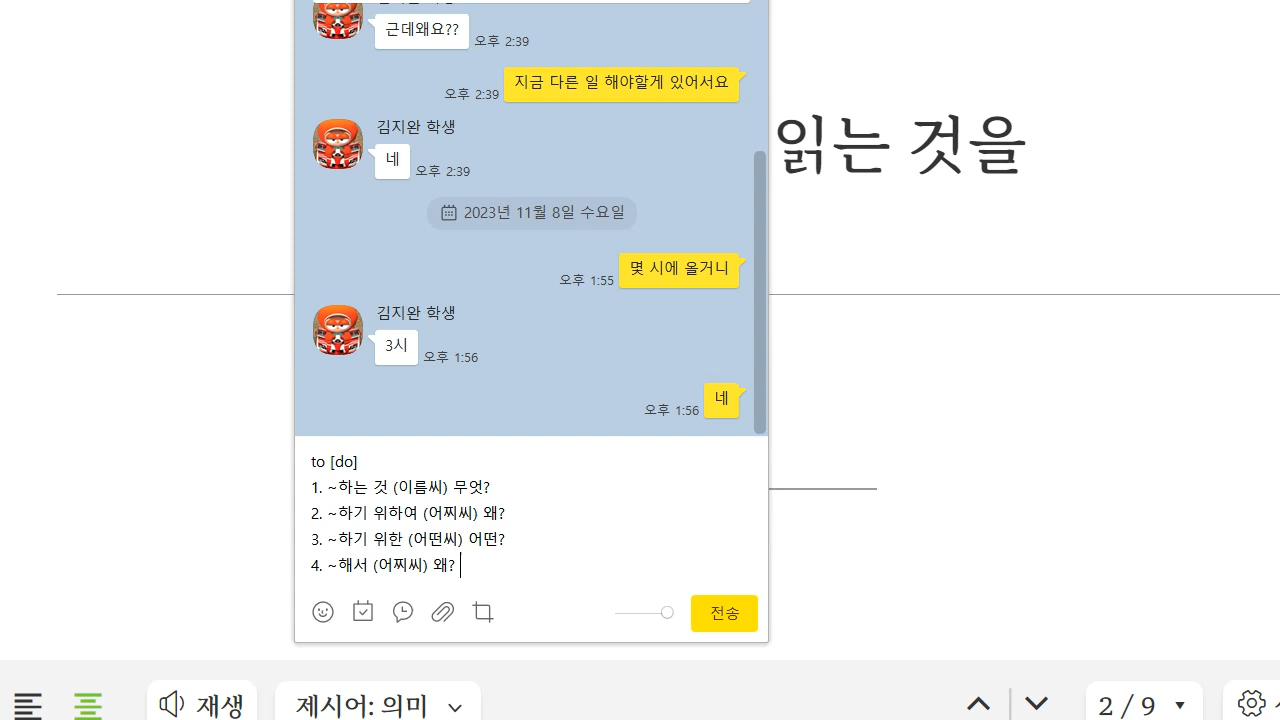 근데왜요??
오후 2:39
지금 다른 일 해야할게 있어서요
오후 2:39
김지완 학생
네
오후 2:39
읽는 것을
2023년 11월 8일 수요일
몇 시에 올거니
오후 1:55
김지완 학생
3시
오후 1:56
네
오후 1:56
to [do]
1. ~하는 것 (이름씨) 무엇?
2. ~하기 위하여 (어찌씨) 왜?
3. ~하기 위한 (어떤씨) 어떤?
4. ~해서 (어찌씨) 왜?
전송
재생
제시어: 의미
2 / 9